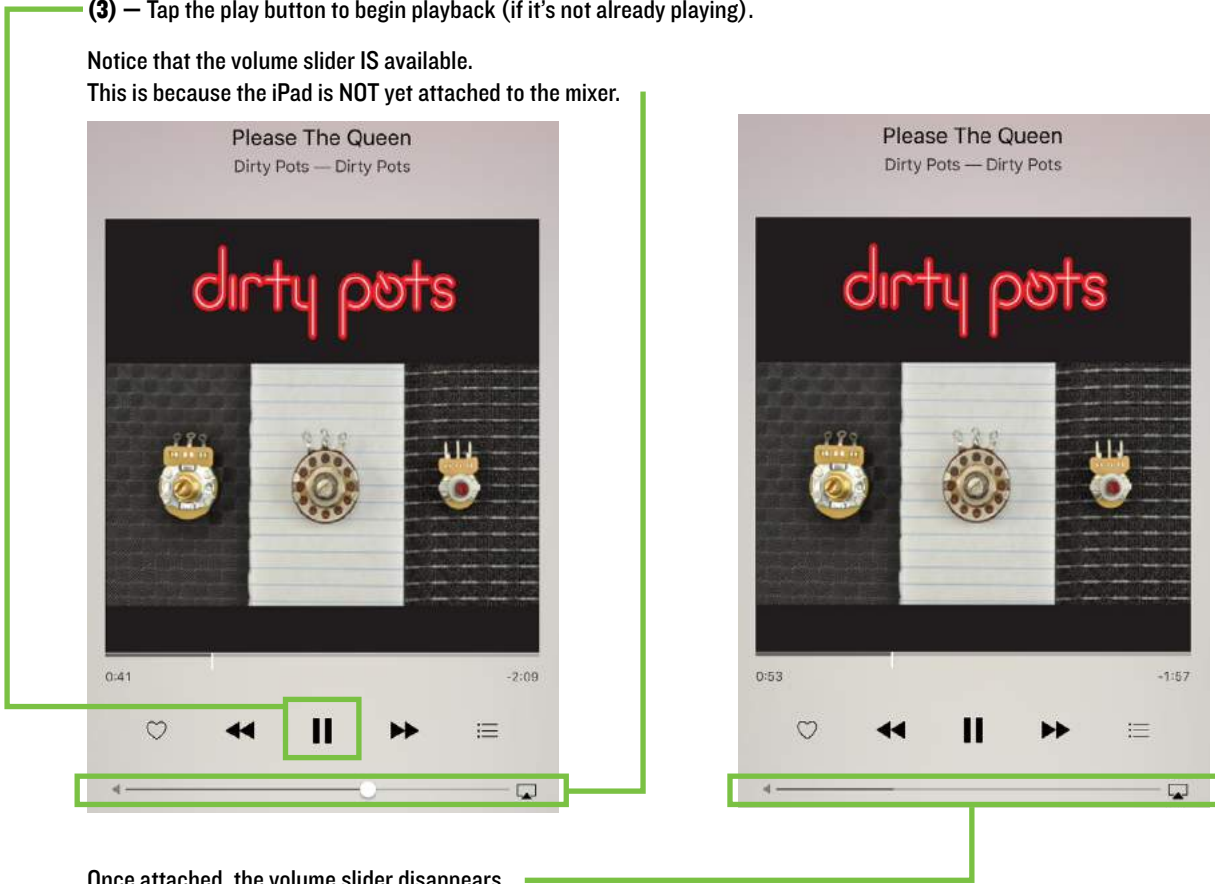 (3) — Tap the play button to begin playback (if it's not already playing).
Notice that the volume slider IS available.
This is because the iPad is NOT yet attached to the mixer.
Please The Queen
Dirty Pots — Dirty Pots
dirty pots
0:41 -2:09
Please The Queen
Dirty Pots — Dirty Pots
dirty pots
0:53 -1:57
Once attached, the volume slider disappears